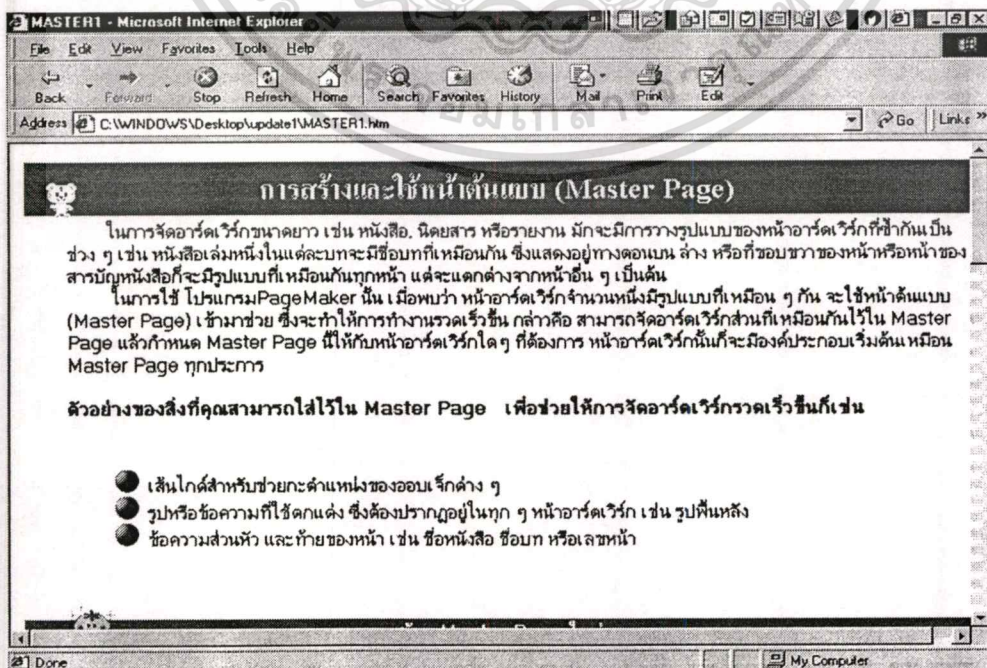 MASTER1 - Microsoft Internet Explorer
File Edit View Favorites Tools Help
Back Forward Stop Refresh Home Search Favorites History Mail Print Edit
Address C:\WINDOWS\Desktop\update1\MASTER1.htm Go Links »
การสร้างและใช้หน้าต้นแบบ (Master Page)
ในการจัดอาร์ตเวิร์กขนาดยาว เช่น หนังสือ, นิตยสาร หรือรายงาน มักจะมีการวางรูปแบบของหน้าอาร์ตเวิร์กที่ซ้ำกันเป็น
ช่วง ๆ เช่น หนังสือเล่มหนึ่งในแต่ละบทจะมีชื่อบทที่เหมือนกัน ซึ่งแสดงอยู่ทางตอนบน ล่าง หรือที่ขอบขวาของหน้าหรือหน้าของ
สารบัญหนังสือก็จะมีรูปแบบที่เหมือนกันทุกหน้า แต่จะแตกต่างจากหน้าอื่น ๆ เป็นต้น
ในการใช้ โปรแกรมPageMaker นั้น เมื่อพบว่า หน้าอาร์ตเวิร์กจำนวนหนึ่งมีรูปแบบที่เหมือน ๆ กัน จะใช้หน้าต้นแบบ
(Master Page) เข้ามาช่วย ซึ่งจะทำให้การทำงานรวดเร็วขึ้น กล่าวคือ สามารถจัดอาร์ตเวิร์กส่วนที่เหมือนกันไว้ใน Master
Page แล้วกำหนด Master Page นี้ให้กับหน้าอาร์ตเวิร์กใด ๆ ที่ต้องการ หน้าอาร์ตเวิร์กนั้นก็จะมีองค์ประกอบเริ่มต้นเหมือน
Master Page ทุกประการ
ตัวอย่างของสิ่งที่คุณสามารถใส่ไว้ใน Master Page เพื่อช่วยให้การจัดอาร์ตเวิร์กรวดเร็วขึ้นก็เช่น
เส้นไกด์สำหรับช่วยกะตำแหน่งของออบเจ็กต่าง ๆ
รูปหรือข้อความที่ใช้ตกแต่ง ซึ่งต้องปรากฏอยู่ในทุก ๆ หน้าอาร์ตเวิร์ก เช่น รูปพื้นหลัง
ข้อความส่วนหัว และท้ายของหน้า เช่น ชื่อหนังสือ ชื่อบท หรือเลขหน้า
Done My Computer